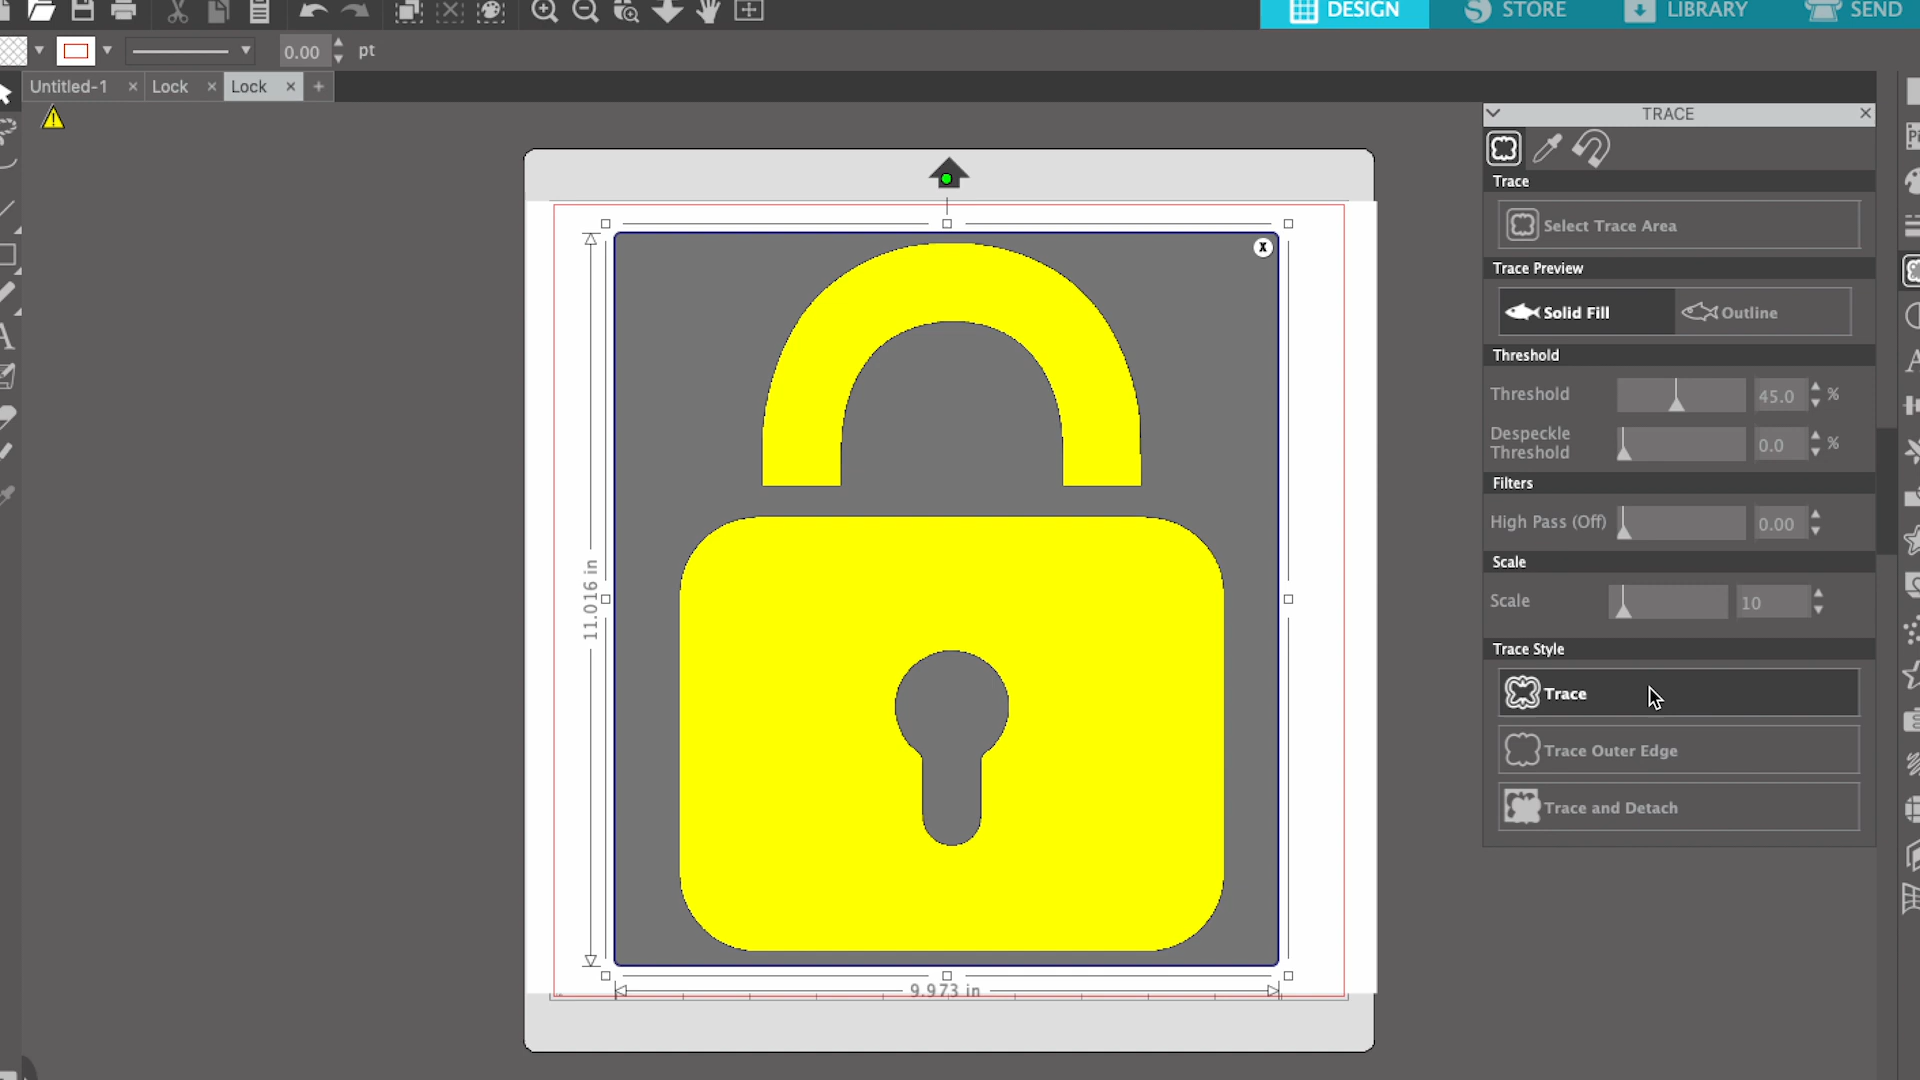 DESIGN
STORE
LIBRARY
SEND
0.00 pt
Untitled-1
Lock
Lock
TRACE
Trace
Select Trace Area
Trace Preview
Solid Fill
Outline
Threshold
Threshold 45.0 %
Despeckle
Threshold 0.0 %
Filters
High Pass (Off) 0.00
Scale
Scale 10
Trace Style
Trace
Trace Outer Edge
Trace and Detach
X
11.016 in
9.973 in